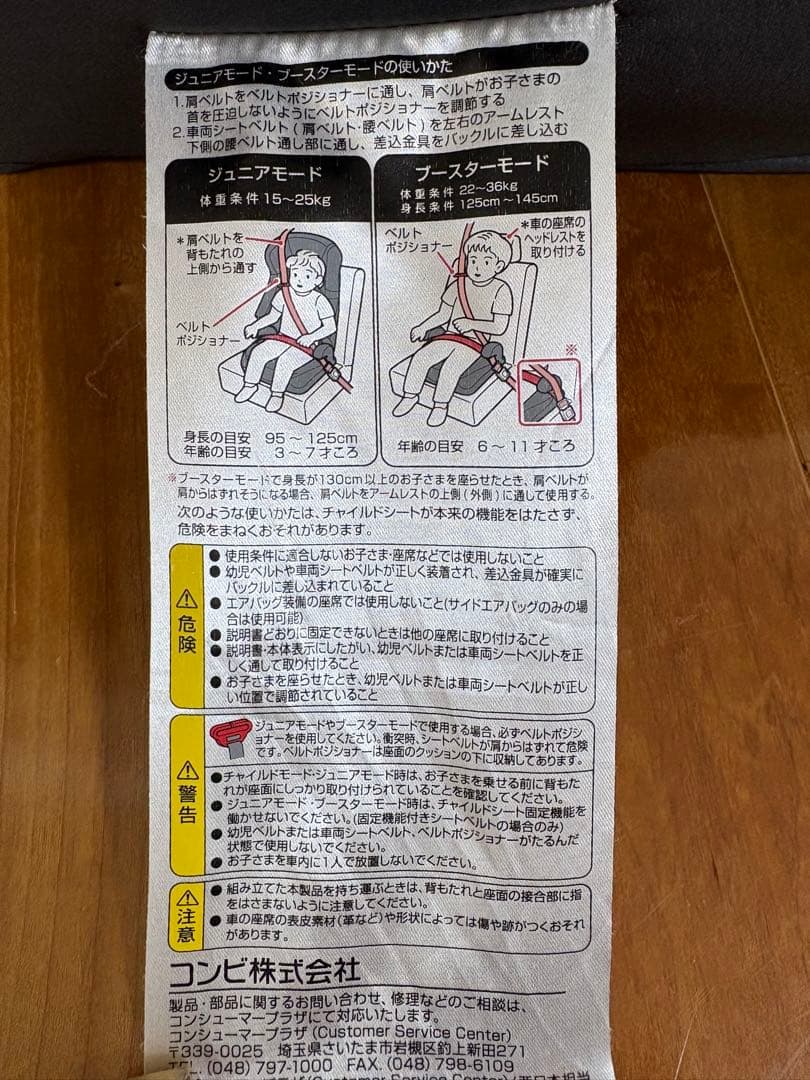 ジュニアモード・ブースターモードの使いかた
1.肩ベルトをベルトポジショナーに通し、肩ベルトがお子さまの
首を圧迫しないようにベルトポジショナーを調節する
2.車両シートベルト(肩ベルト・腰ベルト)を左右のアームレスト
下側の腰ベルト通し部に通し、差込金具をバックルに差し込む
ジュニアモード
体重条件 15～25kg
*肩ベルトを
背もたれの
上側から通す
ベルト
ポジショナー
身長の目安 95～125cm
年齢の目安 3～7才ころ
ブースターモード
体重条件 22～36kg
身長条件 125cm～145cm
ベルト
ポジショナー
*車の座席の
ヘッドレストを
取り付ける
※
年齢の目安 6～11才ころ
※ブースターモードで身長が130cm以上のお子さまを座らせたとき、肩ベルトが
肩からはずれそうになる場合、肩ベルトをアームレストの上側(外側)に通して使用する。
次のような使いかたは、チャイルドシートが本来の機能をはたさず、
危険をまねくおそれがあります。
危険
●使用条件に適合しないお子さま・座席などでは使用しないこと
●幼児ベルトや車両シートベルトが正しく装着され、差込金具が確実に
バックルに差し込まれていること
●エアバッグ装備の座席では使用しないこと(サイドエアバッグのみの場
合は使用可能)
●説明書どおりに固定できないときは他の座席に取り付けること
●説明書・本体表示にしたがい、幼児ベルトまたは車両シートベルトを正
しく通して取り付けること
●お子さまを座らせたとき、幼児ベルトまたは車両シートベルトが正し
い位置で調節されていること
警告
ジュニアモードやブースターモードで使用する場合、必ずベルトポジシ
ョナーを使用してください。衝突時、シートベルトが肩からはずれて危険
です。ベルトポジショナーは座面のクッションの下に収納してあります。
●チャイルドモード・ジュニアモード時は、お子さまを乗せる前に背もた
れが座面にしっかり取り付けられていることを確認してください。
●ジュニアモード・ブースターモード時は、チャイルドシート固定機能を
働かせないでください。(固定機能付きシートベルトの場合のみ)
●幼児ベルトまたは車両シートベルト、ベルトポジショナーがたるんだ
状態で使用しないでください。
●お子さまを車内に1人で放置しないでください。
注意
●組み立てた本製品を持ち運ぶときは、背もたれと座面の接合部に指
をはさまないように注意してください。
●車の座席の表皮素材(革など)や形状によっては傷や跡がつくおそれ
があります。
コンビ株式会社
製品・部品に関するお問い合わせ、修理などのご相談は、
コンシューマープラザにて対応いたします。
コンシューマープラザ(Customer Service Center)
〒339-0025 埼玉県さいたま市岩槻区釣上新田271
TEL.(048)797-1000 FAX.(048)798-6109